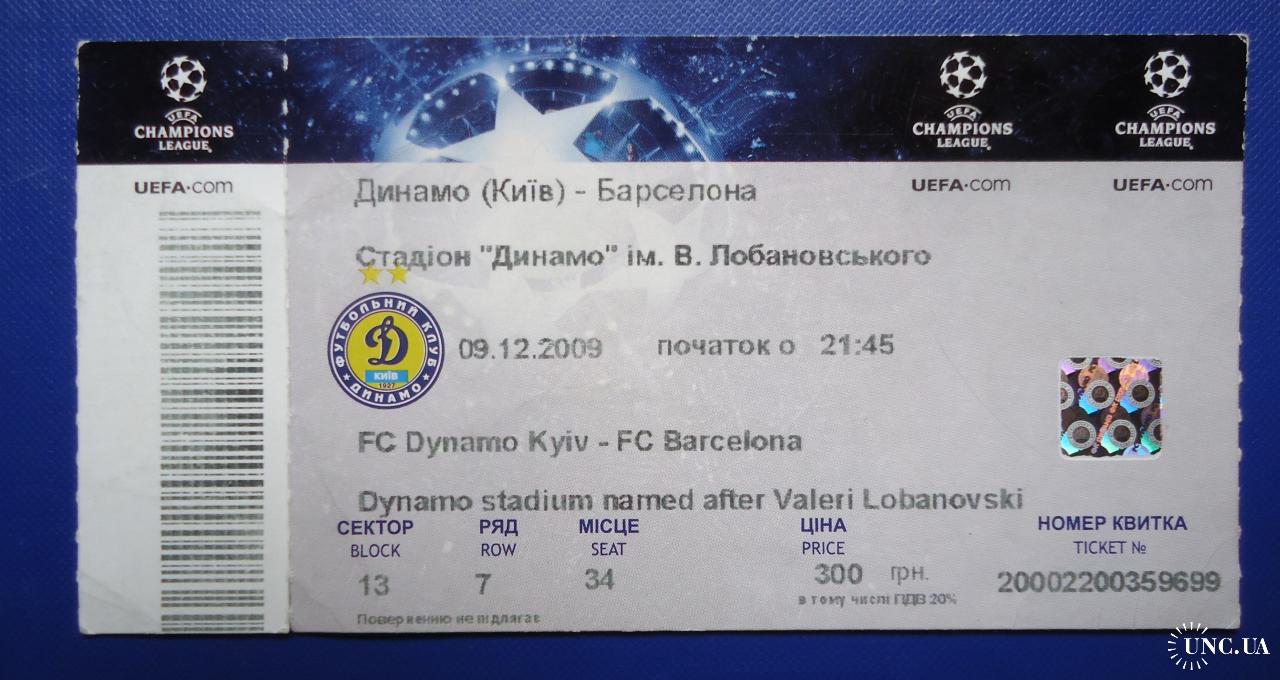 UEFA
CHAMPIONS
LEAGUE
UEFA.com
UEFA
CHAMPIONS
LEAGUE
UEFA.com
UEFA
CHAMPIONS
LEAGUE
UEFA.com
Динамо (Київ) - Барселона
Стадіон "Динамо" ім. В. Лобановського
ФУТБОЛЬНИЙ КЛУБ
Д
КИЇВ
1927
ДИНАМО
09.12.2009 початок о 21:45
FC Dynamo Kyiv - FC Barcelona
Dynamo stadium named after Valeri Lobanovski
СЕКТОР РЯД МІСЦЕ ЦІНА НОМЕР КВИТКА
BLOCK ROW SEAT PRICE TICKET №
13 7 34 300 грн. 20002200359699
в тому числі ПДВ 20%
Поверненню не підлягає
UNC.UA